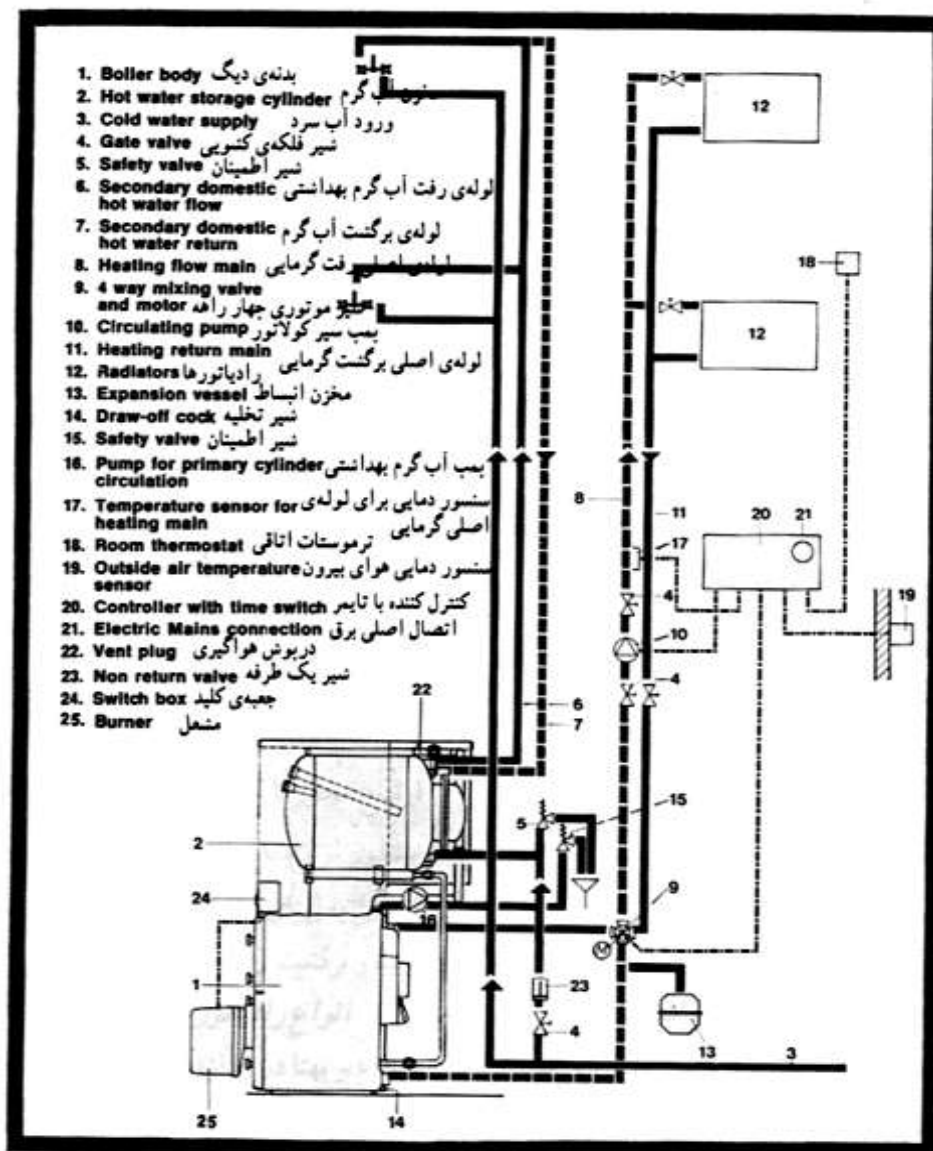 1. Boiler body بدنه‌ی دیگ
2. Hot water storage cylinder آب گرم
3. Cold water supply ورود آب سرد
4. Gate valve شیر فلکه‌ی کشویی
5. Safety valve شیر اطمینان
6. Secondary domestic لوله‌ی رفت آب گرم بهداشتی
hot water flow
7. Secondary domestic لوله‌ی برگشت آب گرم
hot water return
8. Heating flow main لوله‌ی اصلی رفت گرمایی
9. 4 way mixing valve
and motor موتوری چهار راهه
10. Circulating pump پمپ سیر کولاتور
11. Heating return main لوله‌ی اصلی برگشت گرمایی
12. Radiators رادیاتورها
13. Expansion vessel مخزن انبساط
14. Draw-off cock شیر تخلیه
15. Safety valve شیر اطمینان
16. Pump for primary cylinder پمپ آب گرم بهداشتی
circulation
17. Temperature sensor for سنسور دمایی برای لوله‌ی
heating main اصلی گرمایی
18. Room thermostat ترموستات اتاقی
19. Outside air temperature سنسور دمایی هوای بیرون
sensor
20. Controller with time switch کنترل کننده با تایمر
21. Electric Mains connection اتصال اصلی برق
22. Vent plug درپوش هواگیری
23. Non return valve شیر یک طرفه
24. Switch box جعبه‌ی کلید
25. Burner مشعل
12
18
12
8
11
20
21
17
4
19
10
4
22
6
7
5
15
2
24
16
9
M
1
23
4
13
3
25
14